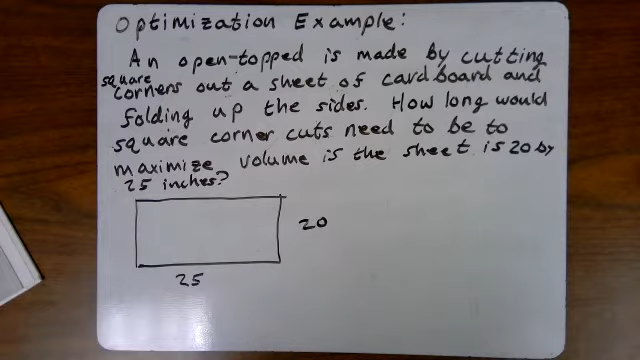 Optimization Example:
An open-topped is made by cutting
square
corners out a sheet of cardboard and
folding up the sides. How long would
square corner cuts need to be to
maximize volume is the sheet is 20 by
25 inches?
20
25